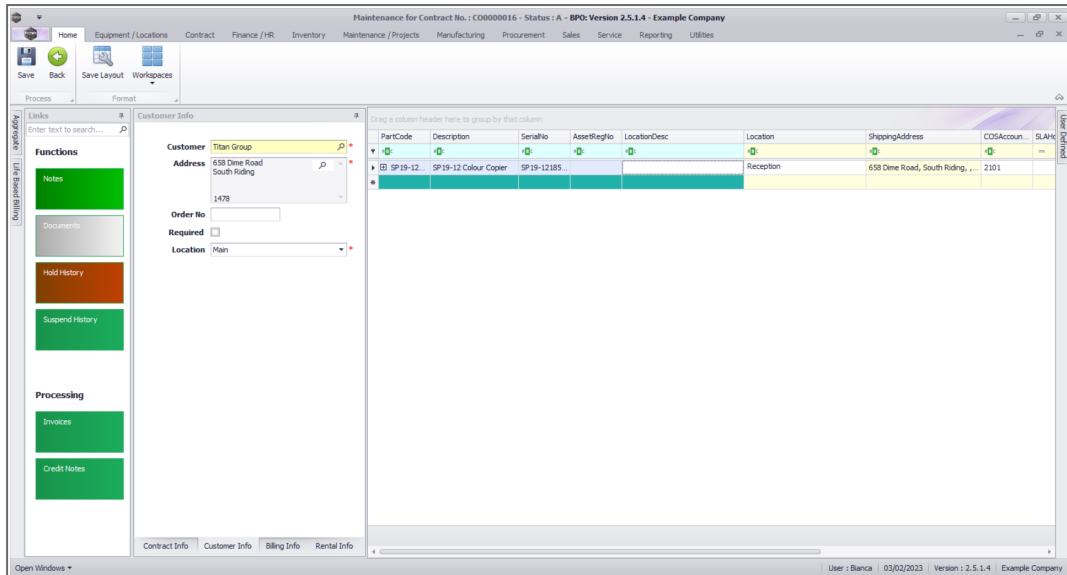 Maintenance for Contract No. : CO0000016 - Status : A - BPO: Version 2.5.1.4 - Example Company
Home Equipment / Locations Contract Finance / HR Inventory Maintenance / Projects Manufacturing Procurement Sales Service Reporting Utilities
Save Back Save Layout Workspaces
Process Format
Aggregate
Life Based Billing
Links
Enter text to search...
Functions
Notes
Documents
Hold History
Suspend History
Processing
Invoices
Credit Notes
Customer Info
Customer Titan Group *
Address 658 Dime Road *
South Riding
1478
Order No
Required
Location Main *
Contract Info Customer Info Billing Info Rental Info
Drag a column header here to group by that column
PartCode Description SerialNo AssetRegNo LocationDesc Location ShippingAddress COSAccoun... SLAHo
SP19-12... SP19-12 Colour Copier SP19-12185... Reception 658 Dime Road, South Riding, ,... 2101
User Defined
Open Windows
User : Bianca 03/02/2023 Version : 2.5.1.4 Example Company